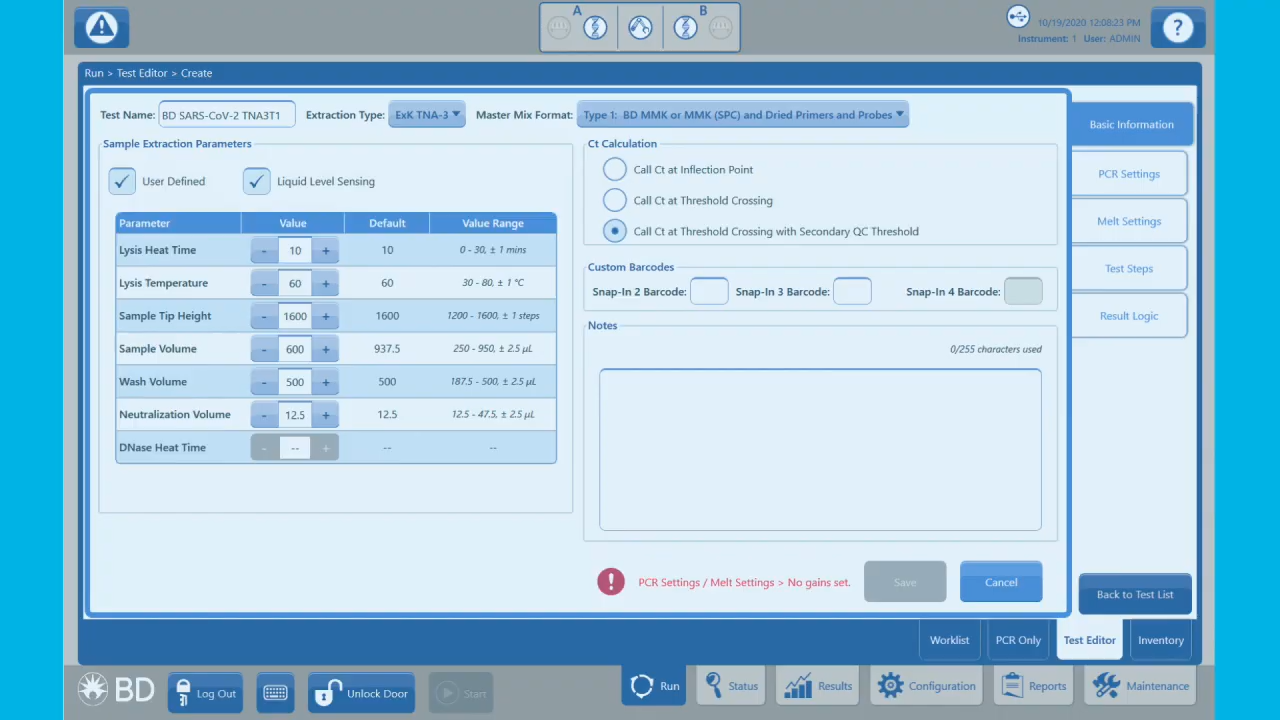 A
B
10/19/2020 12:08:23 PM
Instrument: 1 User: ADMIN
?
Run > Test Editor > Create
Test Name: BD SARS-CoV-2 TNA3T1 Extraction Type: ExK TNA-3 Master Mix Format: Type 1: BD MMK or MMK (SPC) and Dried Primers and Probes
Sample Extraction Parameters
User Defined Liquid Level Sensing
Parameter Value Default Value Range
Lysis Heat Time - 10 + 10 0 - 30, ± 1 mins
Lysis Temperature - 60 + 60 30 - 80, ± 1 °C
Sample Tip Height - 1600 + 1600 1200 - 1600, ± 1 steps
Sample Volume - 600 + 937.5 250 - 950, ± 2.5 µL
Wash Volume - 500 + 500 187.5 - 500, ± 2.5 µL
Neutralization Volume - 12.5 + 12.5 12.5 - 47.5, ± 2.5 µL
DNase Heat Time - -- + -- --
Ct Calculation
Call Ct at Inflection Point
Call Ct at Threshold Crossing
Call Ct at Threshold Crossing with Secondary QC Threshold
Custom Barcodes
Snap-In 2 Barcode: Snap-In 3 Barcode: Snap-In 4 Barcode:
Notes
0/255 characters used
! PCR Settings / Melt Settings > No gains set. Save Cancel
Basic Information
PCR Settings
Melt Settings
Test Steps
Result Logic
Back to Test List
Worklist PCR Only Test Editor Inventory
BD Log Out Unlock Door Start Run Status Results Configuration Reports Maintenance